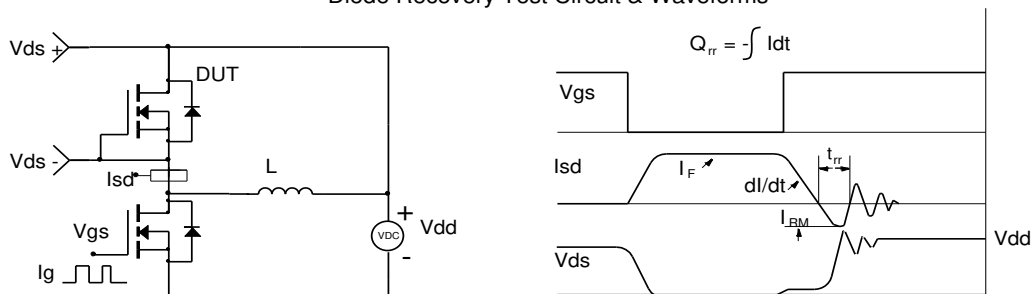 Diode Recovery Test Circuit & Waveforms
Vds +
DUT
Vds -
Isd
L
Vgs
Ig
+
VDC
-
Vdd
Qrr = -∫ Idt
Vgs
Isd
IF
dI/dt
trr
IRM
Vds
Vdd